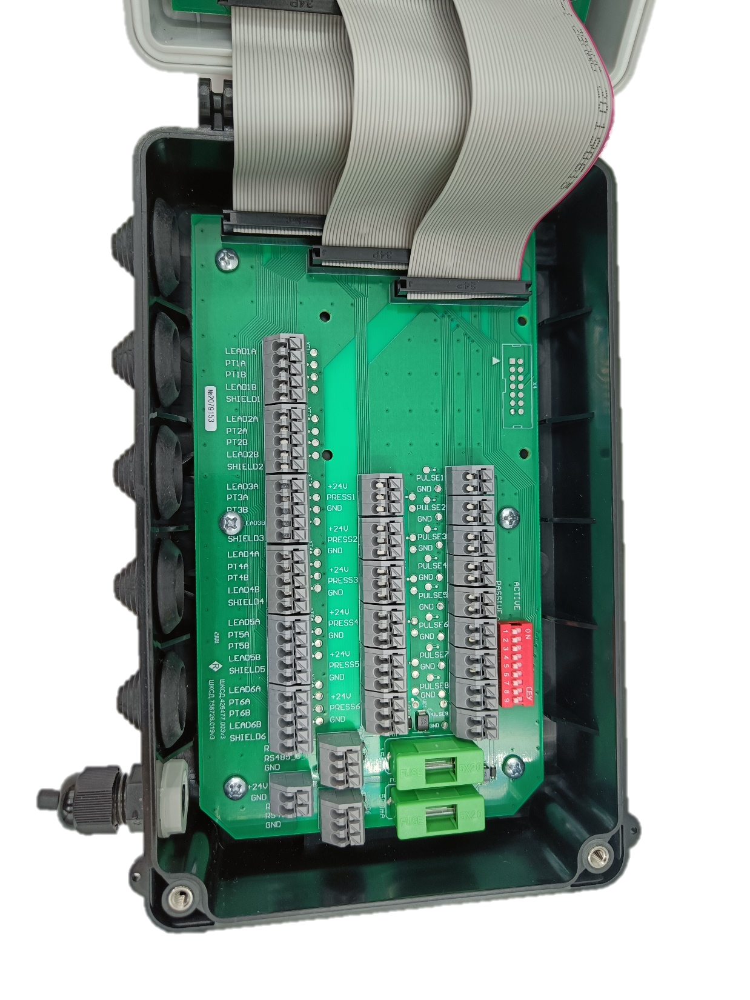 34P
34P
34P
LEAD1A
PT1A
PT1B
LEAD1B
SHIELD1
LEAD2A
PT2A
PT2B
LEAD2B
SHIELD2
LEAD3A
PT3A
PT3B
LEAD3B
SHIELD3
LEAD4A
PT4A
PT4B
LEAD4B
SHIELD4
LEAD5A
PT5A
PT5B
LEAD5B
SHIELD5
LEAD6A
PT6A
PT6B
LEAD6B
SHIELD6
RS485_U
GND
+24V
GND
GND
№2079153
2308
R
ШКСД.426477.003v3
ШКСД.758726.019v3
+24V
PRESS1
GND
+24V
PRESS2
GND
+24V
PRESS3
GND
+24V
PRESS4
GND
+24V
PRESS5
GND
+24V
PRESS6
GND
PULSE1
GND
PULSE2
GND
PULSE3
GND
PULSE4
GND
PULSE5
GND
PULSE6
GND
PULSE7
GND
PULSE8
GND
PULSE9
GND
X4
ACTIVE
PASSIVE
ON
1 2 3 4 5 6 7 8 9
FUSE 5X20
FUSE 5X20